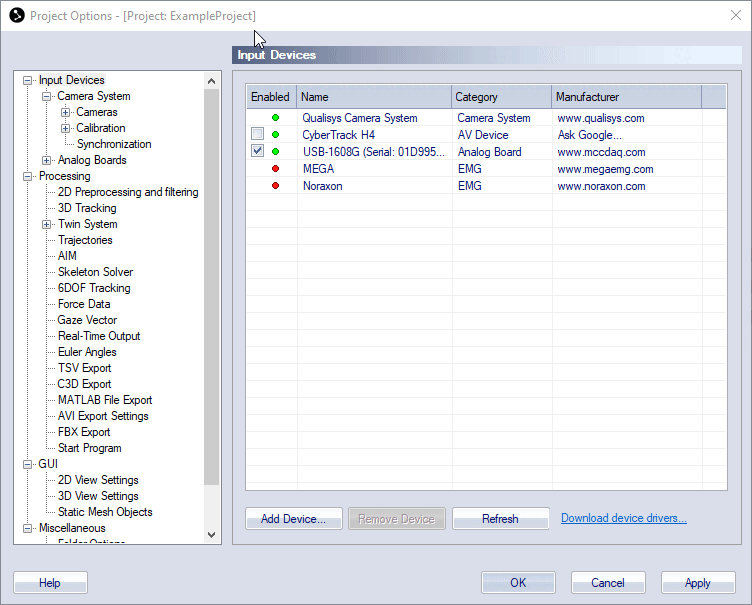 Project Options - [Project: ExampleProject]
Input Devices
Input Devices
Camera System
Cameras
Calibration
Synchronization
Analog Boards
Processing
2D Preprocessing and filtering
3D Tracking
Twin System
Trajectories
AIM
Skeleton Solver
6DOF Tracking
Force Data
Gaze Vector
Real-Time Output
Euler Angles
TSV Export
C3D Export
MATLAB File Export
AVI Export Settings
FBX Export
Start Program
GUI
2D View Settings
3D View Settings
Static Mesh Objects
Miscellaneous
Folder Options
Enabled Name Category Manufacturer
Qualisys Camera System Camera System www.qualisys.com
CyberTrack H4 AV Device Ask Google...
USB-1608G (Serial: 01D995... Analog Board www.mccdaq.com
MEGA EMG www.megaemg.com
Noraxon EMG www.noraxon.com
Add Device... Remove Device Refresh Download device drivers...
Help OK Cancel Apply